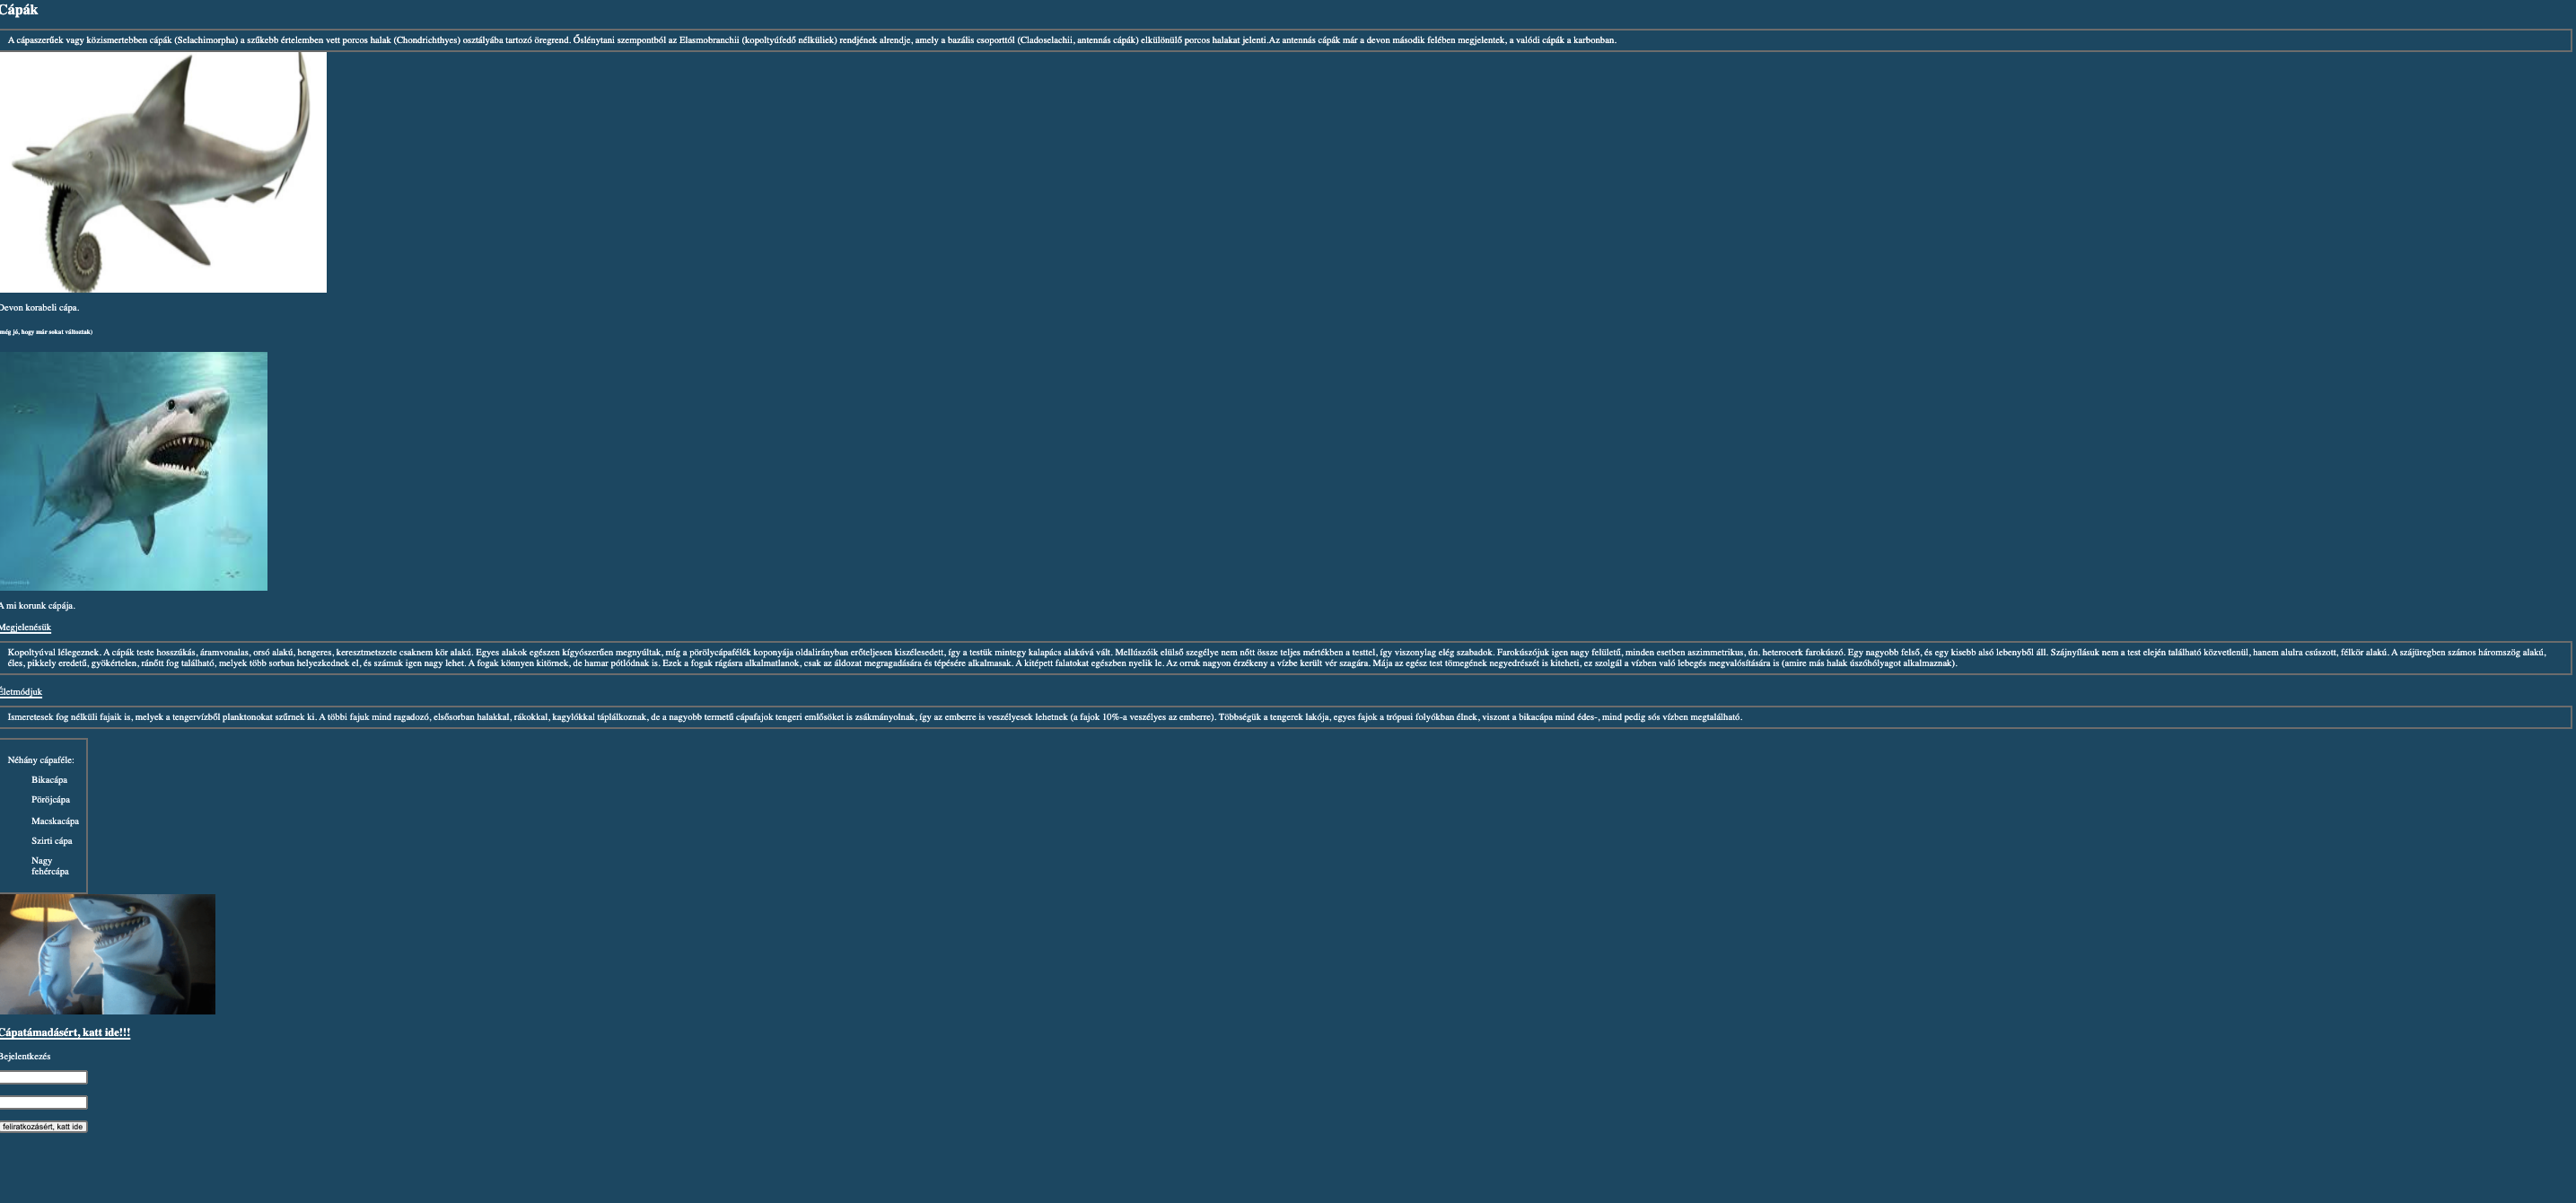 Cápák
A cápaszerűek vagy közismertebben cápák (Selachimorpha) a szűkebb értelemben vett porcos halak (Chondrichthyes) osztályába tartozó öregrend. Őslénytani szempontból az Elasmobranchii (kopoltyúfedő nélküliek) rendjének alrendje, amely a bazális csoporttól (Cladoselachii, antennás cápák) elkülönülő porcos halakat jelenti.Az antennás cápák már a devon második felében megjelentek, a valódi cápák a karbonban.
Devon korabeli cápa.
még jó, hogy már sokat változtak)
A mi korunk cápája.
Megjelenésük
Kopoltyúval lélegeznek. A cápák teste hosszúkás, áramvonalas, orsó alakú, hengeres, keresztmetszete csaknem kör alakú. Egyes alakok egészen kígyószerűen megnyúltak, míg a pörölycápafélék koponyája oldalirányban erőteljesen kiszélesedett, így a testük mintegy kalapács alakúvá vált. Mellúszóik elülső szegélye nem nőtt össze teljes mértékben a testtel, így viszonylag elég szabadok. Farokúszójuk igen nagy felületű, minden esetben aszimmetrikus, ún. heterocerk farokúszó. Egy nagyobb felső, és egy kisebb alsó lebenyből áll. Szájnyílásuk nem a test elején található közvetlenül, hanem alulra csúszott, félkör alakú. A szájüregben számos háromszög alakú,
éles, pikkely eredetű, gyökértelen, ránőtt fog található, melyek több sorban helyezkednek el, és számuk igen nagy lehet. A fogak könnyen kitörnek, de hamar pótlódnak is. Ezek a fogak rágásra alkalmatlanok, csak az áldozat megragadására és tépésére alkalmasak. A kitépett falatokat egészben nyelik le. Az orruk nagyon érzékeny a vízbe került vér szagára. Mája az egész test tömegének negyedrészét is kiteheti, ez szolgál a vízben való lebegés megvalósítására is (amire más halak úszóhólyagot alkalmaznak).
Életmódjuk
Ismeretesek fog nélküli fajaik is, melyek a tengervízből planktonokat szűrnek ki. A többi fajuk mind ragadozó, elsősorban halakkal, rákokkal, kagylókkal táplálkoznak, de a nagyobb termetű cápafajok tengeri emlősöket is zsákmányolnak, így az emberre is veszélyesek lehetnek (a fajok 10%-a veszélyes az emberre). Többségük a tengerek lakója, egyes fajok a trópusi folyókban élnek, viszont a bikacápa mind édes-, mind pedig sós vízben megtalálható.
Néhány cápaféle:
Bikacápa
Pöröjcápa
Macskacápa
Szirti cápa
Nagy
fehércápa
Cápatámadásért, katt ide!!!
Bejelentkezés
feliratkozásért, katt ide